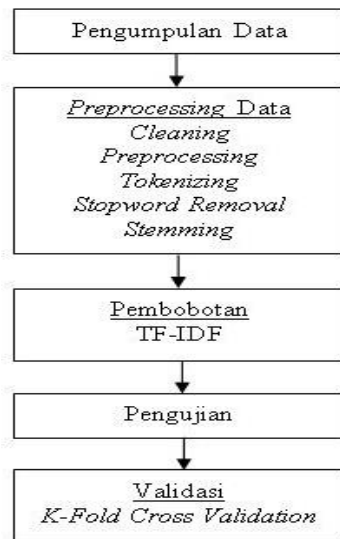 Pengumpulan Data
Preprocessing Data
Cleaning
Preprocessing
Tokenizing
Stopword Removal
Stemming
Pembobotan
TF-IDF
Pengujian
Validasi
K-Fold Cross Validation